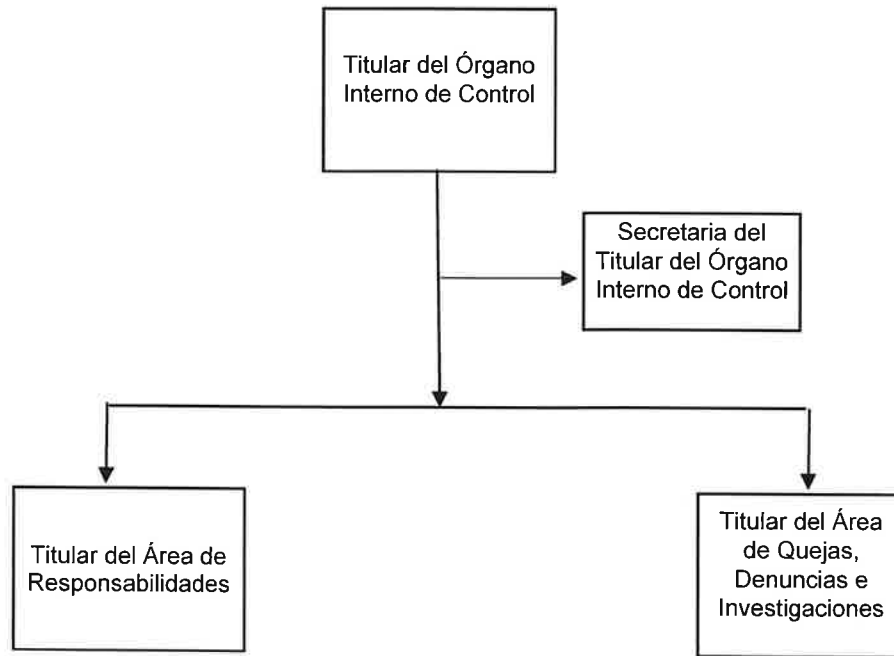 Titular del Órgano
Interno de Control
Secretaria del
Titular del Órgano
Interno de Control
Titular del Área de
Responsabilidades
Titular del Área
de Quejas,
Denuncias e
Investigaciones